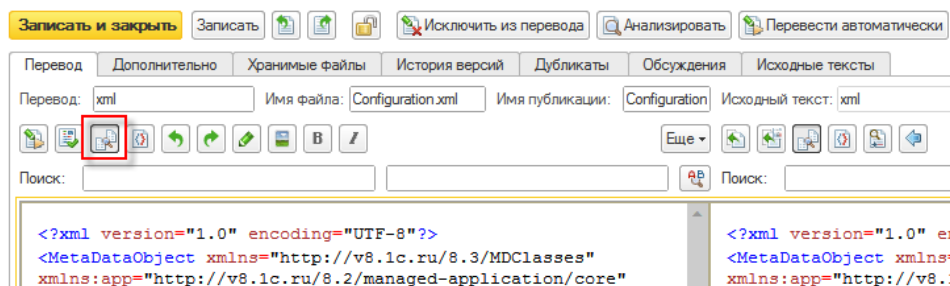 Записать и закрыть Записать Исключить из перевода Анализировать Перевести автоматически
Перевод Дополнительно Хранимые файлы История версий Дубликаты Обсуждения Исходные тексты
Перевод: xml Имя файла: Configuration.xml Имя публикации: Configuration Исходный текст: xml
B I Еще
Поиск: Поиск:
<?xml version="1.0" encoding="UTF-8"?> <?xml version="1.0" e
<MetaDataObject xmlns="http://v8.1c.ru/8.3/MDClasses" <MetaDataObject xmlns
xmlns:app="http://v8.1c.ru/8.2/managed-application/core" xmlns:app="http://v8.